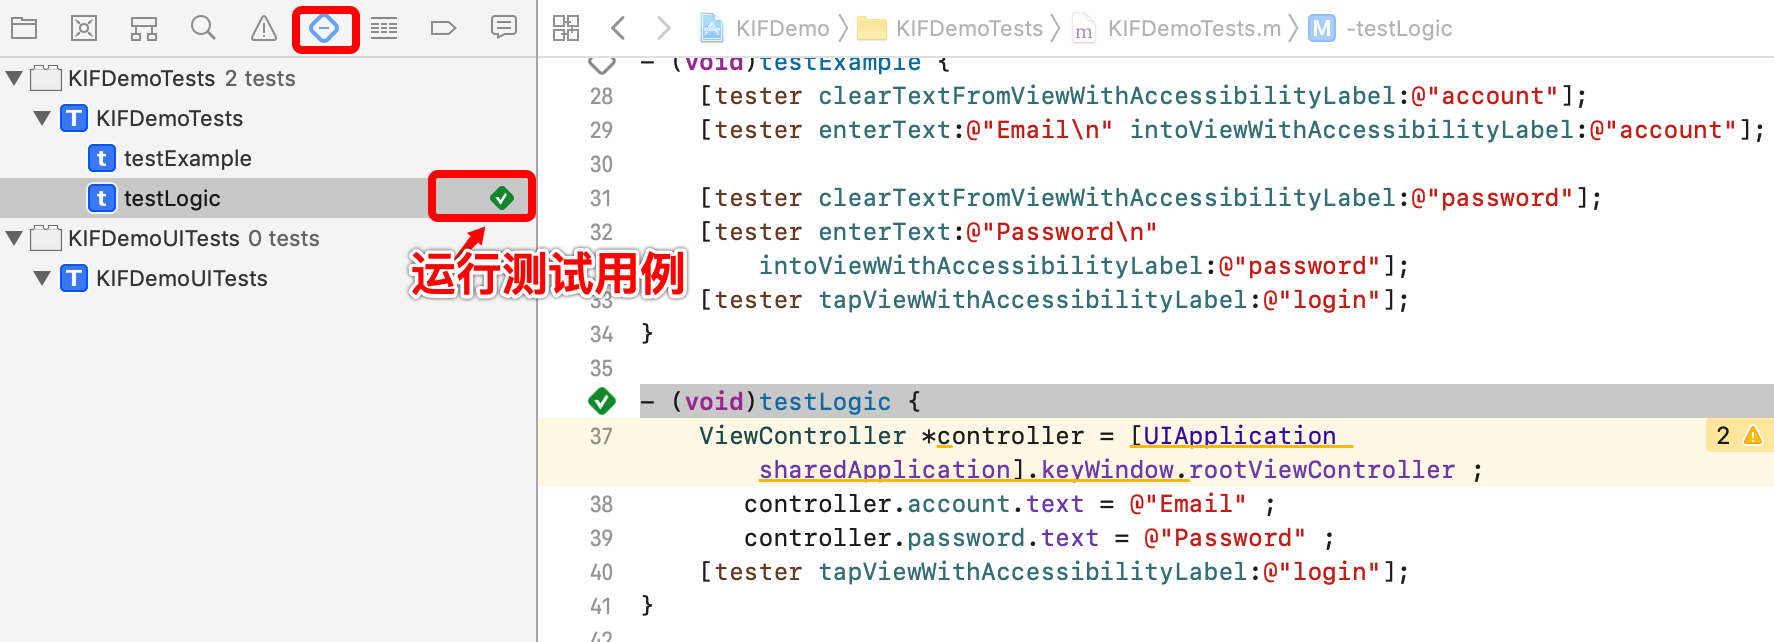 KIFDemo
KIFDemoTests
KIFDemoTests.m
M
-testLogic
KIFDemoTests 2 tests
T KIFDemoTests
t testExample
t testLogic
KIFDemoUITests 0 tests
T KIFDemoUITests
运行测试用例
- (void)testExample {
28 [tester clearTextFromViewWithAccessibilityLabel:@"account"];
29 [tester enterText:@"Email\n" intoViewWithAccessibilityLabel:@"account"];
30
31 [tester clearTextFromViewWithAccessibilityLabel:@"password"];
32 [tester enterText:@"Password\n"
intoViewWithAccessibilityLabel:@"password"];
33 [tester tapViewWithAccessibilityLabel:@"login"];
34 }
35
- (void)testLogic {
37 ViewController *controller = [UIApplication 2
sharedApplication].keyWindow.rootViewController ;
38 controller.account.text = @"Email" ;
39 controller.password.text = @"Password" ;
40 [tester tapViewWithAccessibilityLabel:@"login"];
41 }
42